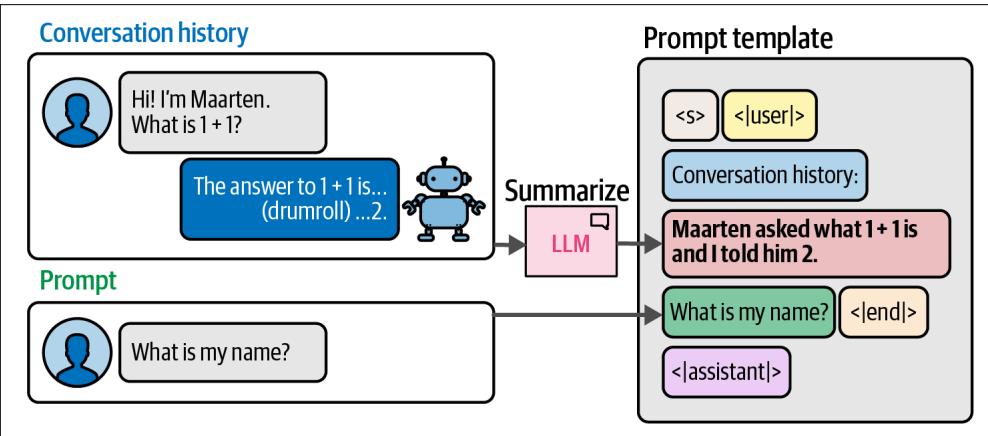 Conversation history
Hi! I'm Maarten.
What is 1 + 1?
The answer to 1 + 1 is...
(drumroll) ...2.
Prompt
What is my name?
Summarize
LLM
Prompt template
<s> <|user|>
Conversation history:
Maarten asked what 1 + 1 is
and I told him 2.
What is my name? <|end|>
<|assistant|>